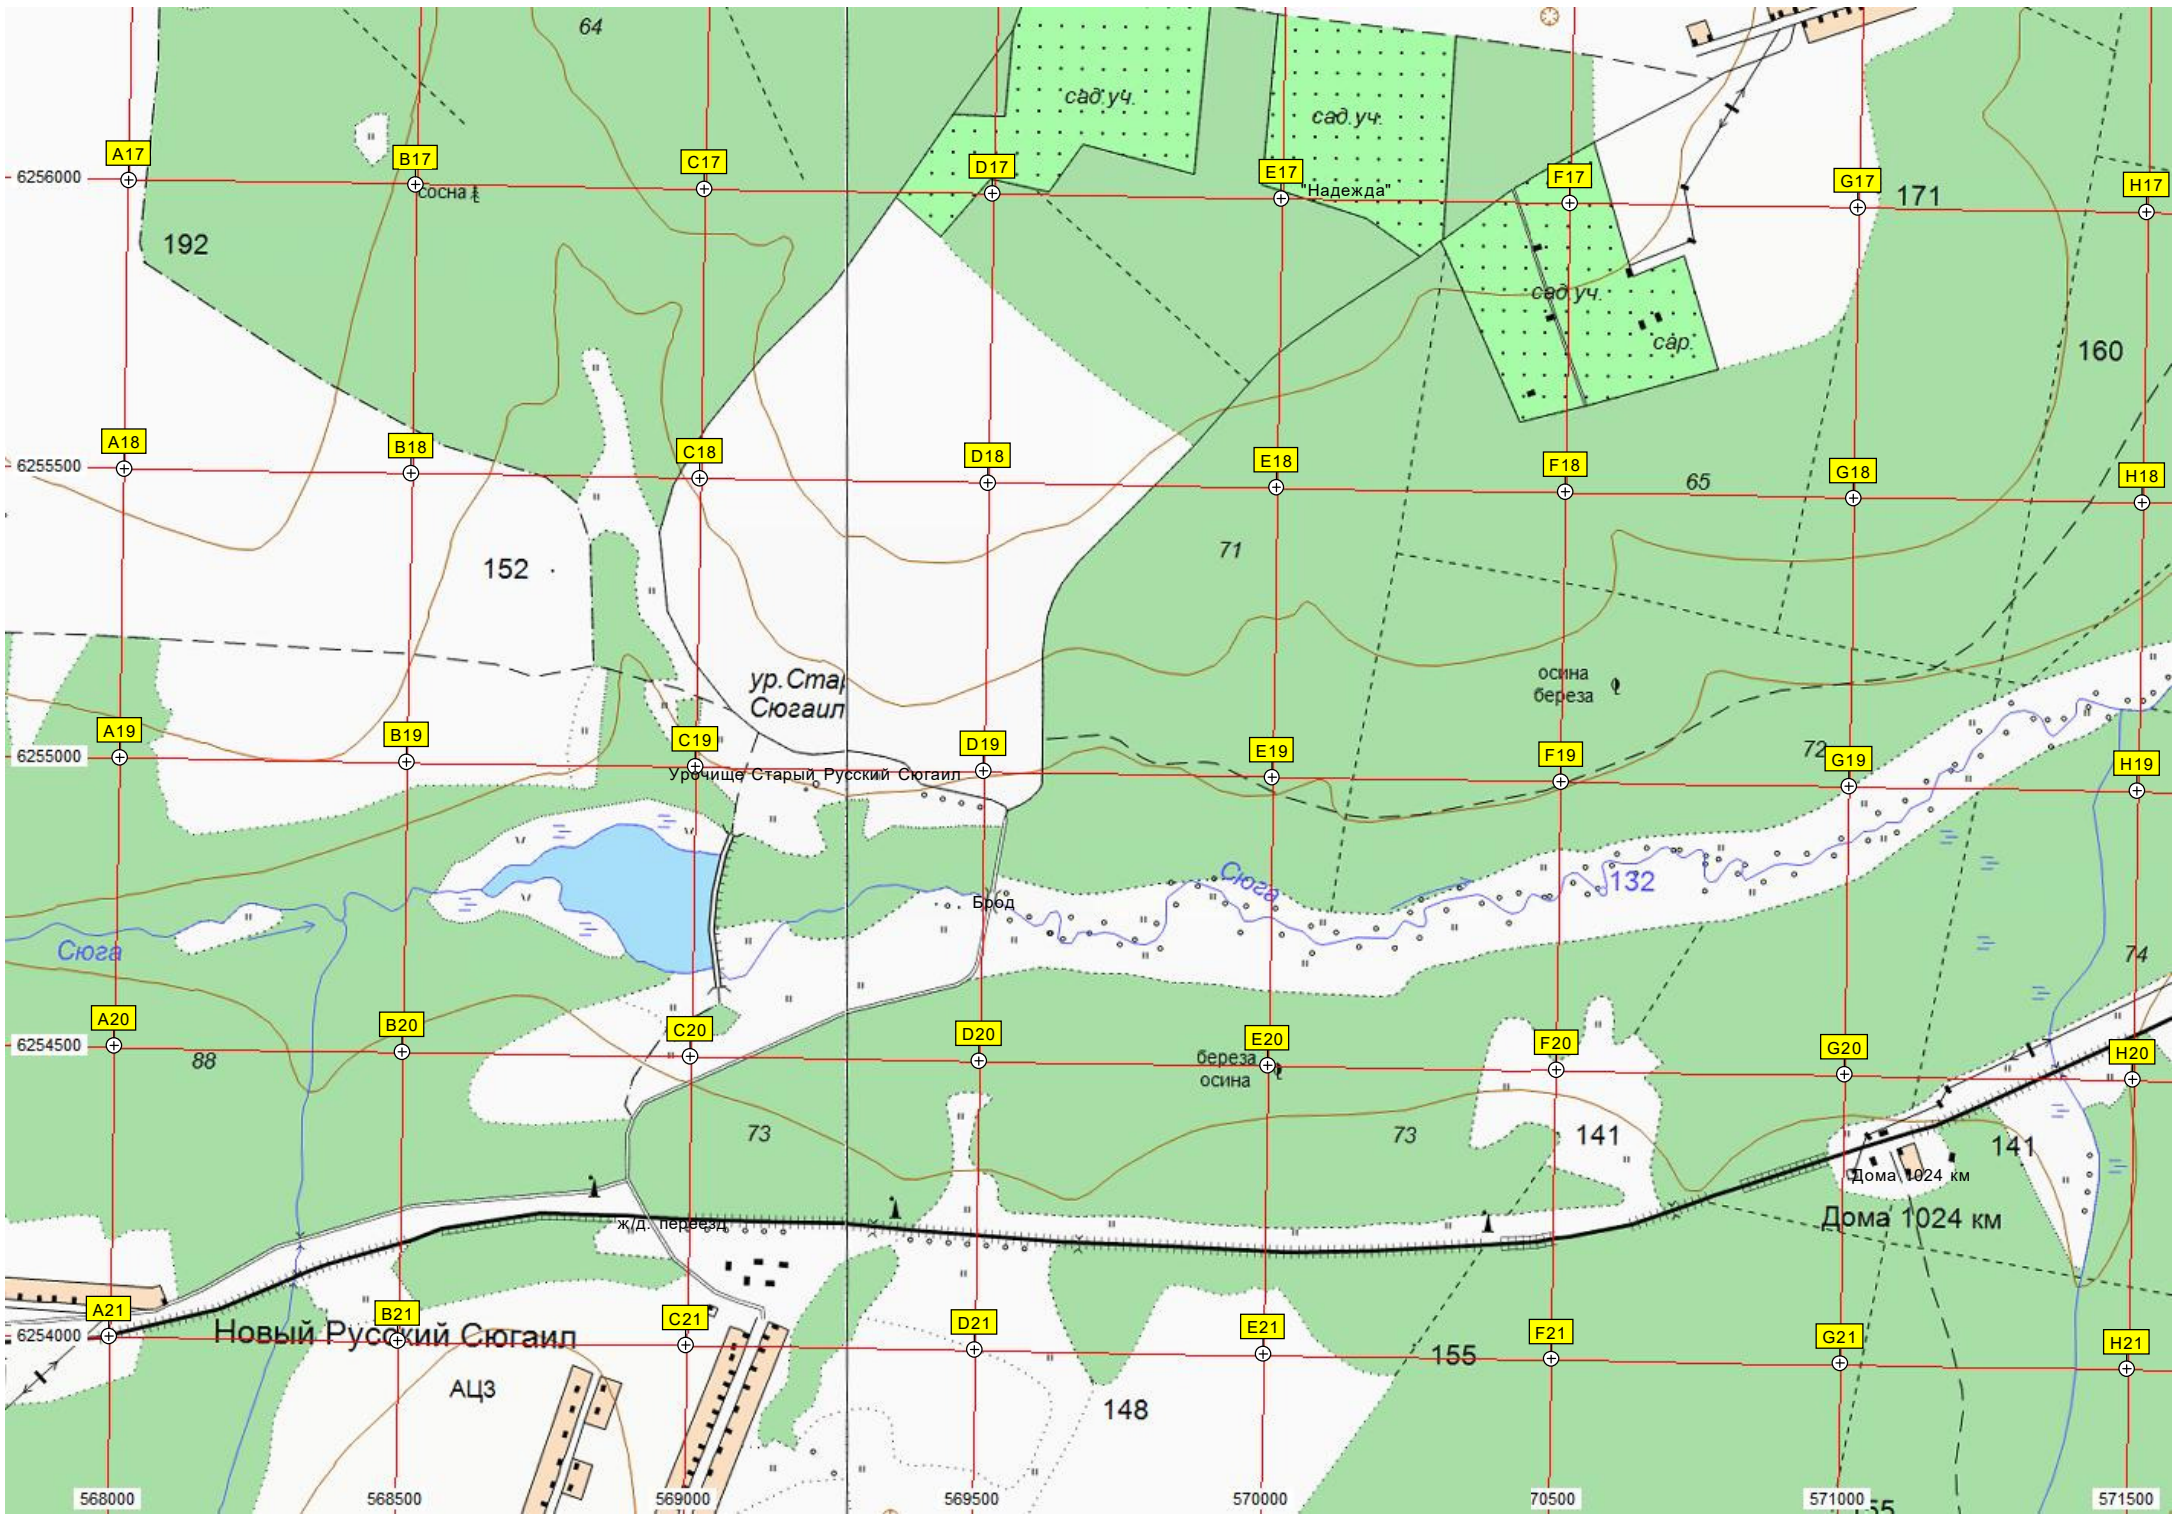 64
сад.уч.
сад.уч.
A17
B17
C17
D17
E17
F17
G17
H17
6256000
сосна
"Надежда"
171
192
сад.уч.
сар.
160
A18
B18
C18
D18
E18
F18
G18
H18
6255500
65
71
152
осина
береза
ур.Ста
Сюгаил
A19
B19
C19
D19
E19
F19
G19
H19
72
6255000
Урочище Старый Русский Сюгаил
Сюга
132
Брод
Сюга
74
A20
B20
C20
D20
E20
F20
G20
H20
6254500
88
береза
осина
73
73
141
141
Дома 1024 км
Дома 1024 км
ж/д. переезд
A21
B21
C21
D21
E21
F21
G21
H21
6254000
Новый Русский Сюгаил
155
АЦЗ
148
568000
568500
569000
569500
570000
70500
571000
571500
55